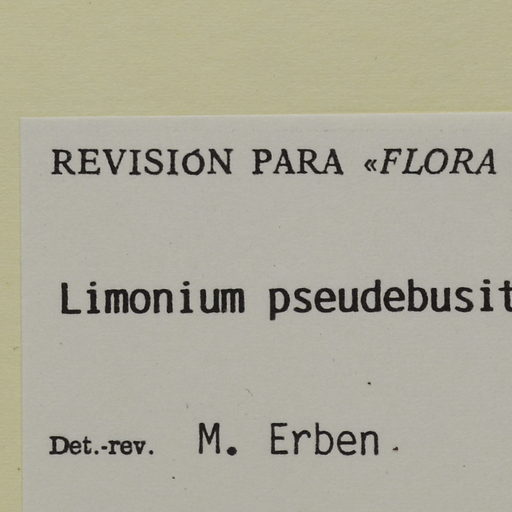 REVISIÓN PARA «FLORA
Limonium pseudebusit
Det.-rev. M. Erben.